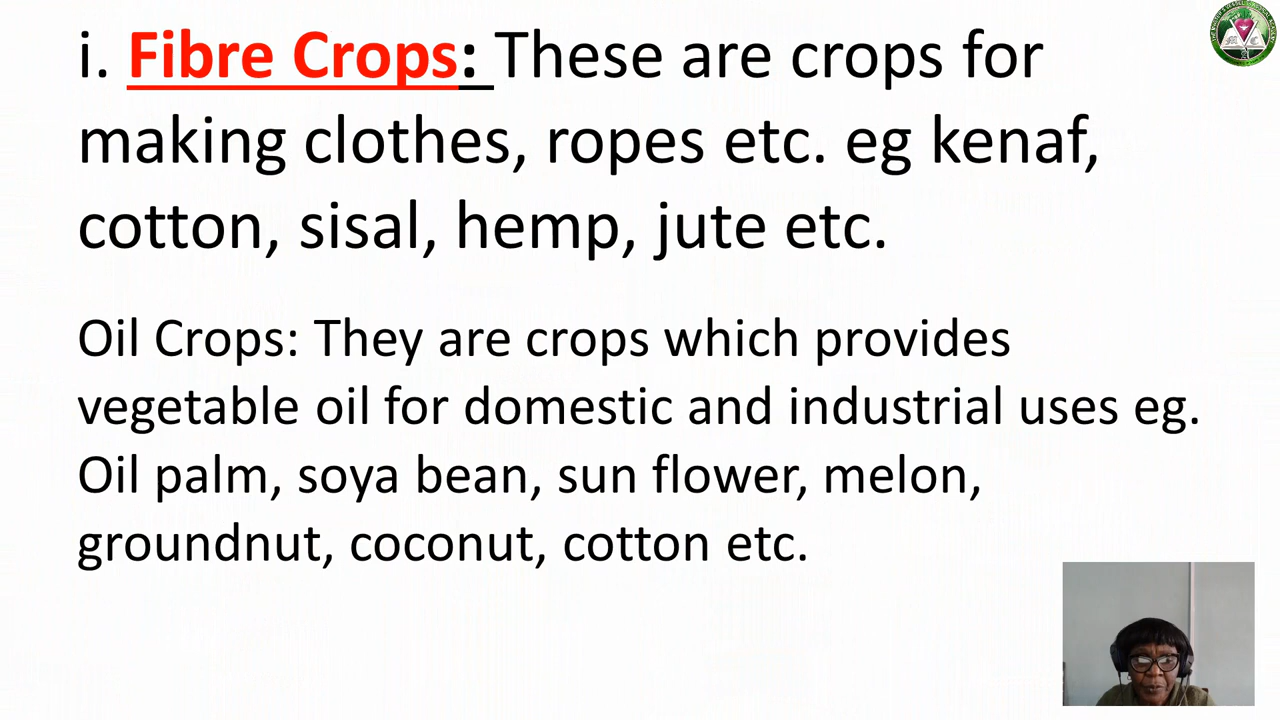 i. Fibre Crops: These are crops for
making clothes, ropes etc. eg kenaf,
cotton, sisal, hemp, jute etc.
Oil Crops: They are crops which provides
vegetable oil for domestic and industrial uses eg.
Oil palm, soya bean, sun flower, melon,
groundnut, coconut, cotton etc.